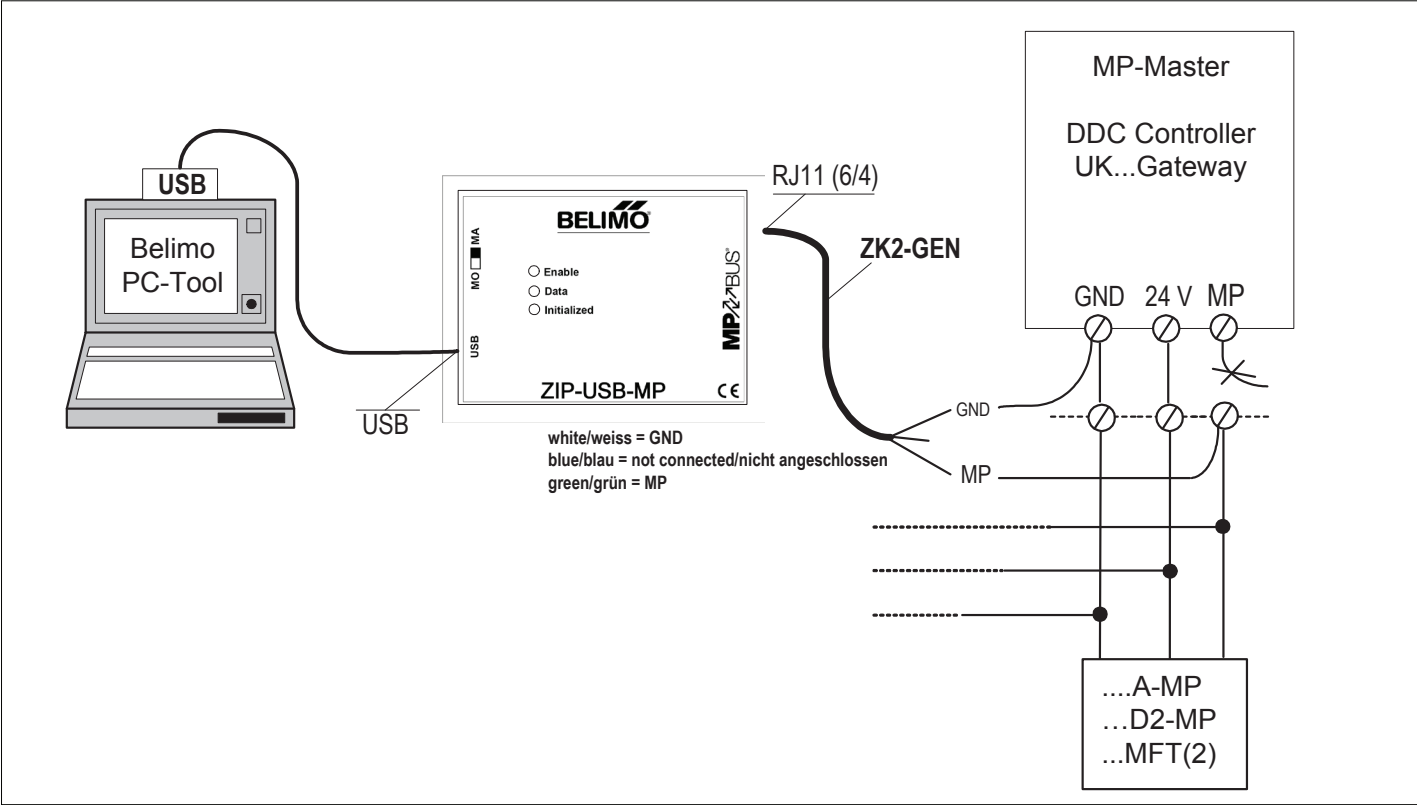 USB
Belimo
PC-Tool
USB
MO
MA
USB
BELIMO®
Enable
Data
Initialized
MP BUS®
ZIP-USB-MP
CE
RJ11 (6/4)
ZK2-GEN
white/weiss = GND
blue/blau = not connected/nicht angeschlossen
green/grün = MP
MP-Master
DDC Controller
UK...Gateway
GND 24 V MP
GND
MP
....A-MP
…D2-MP
...MFT(2)